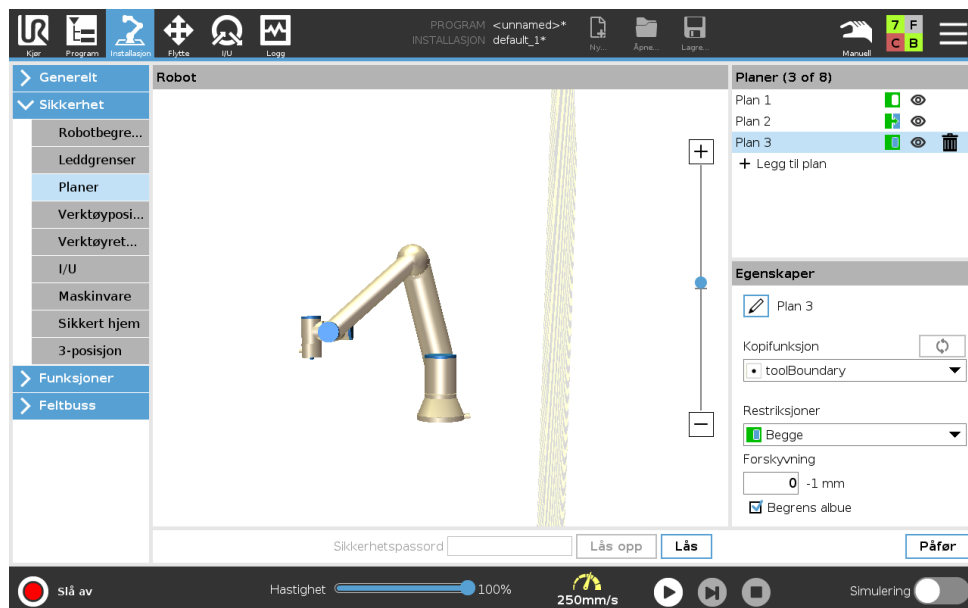 Kjør
Program
Installasjon
Flytte
I/U
Logg
PROGRAM <unnamed>*
INSTALLASJON default_1*
Ny...
Åpne...
Lagre...
Manuell
7 F
C B
Generelt
Sikkerhet
Robotbegre...
Leddgrenser
Planer
Verktøyposi...
Verktøyret...
I/U
Maskinvare
Sikkert hjem
3-posisjon
Funksjoner
Feltbuss
Robot
Planer (3 of 8)
Plan 1
Plan 2
Plan 3
Legg til plan
Egenskaper
Plan 3
Kopifunksjon
toolBoundary
Restriksjoner
Begge
Forskyvning
0 -1 mm
Begrens albue
Sikkerhetspassord
Lås opp
Lås
Påfør
Slå av
Hastighet 100%
250mm/s
Simulering